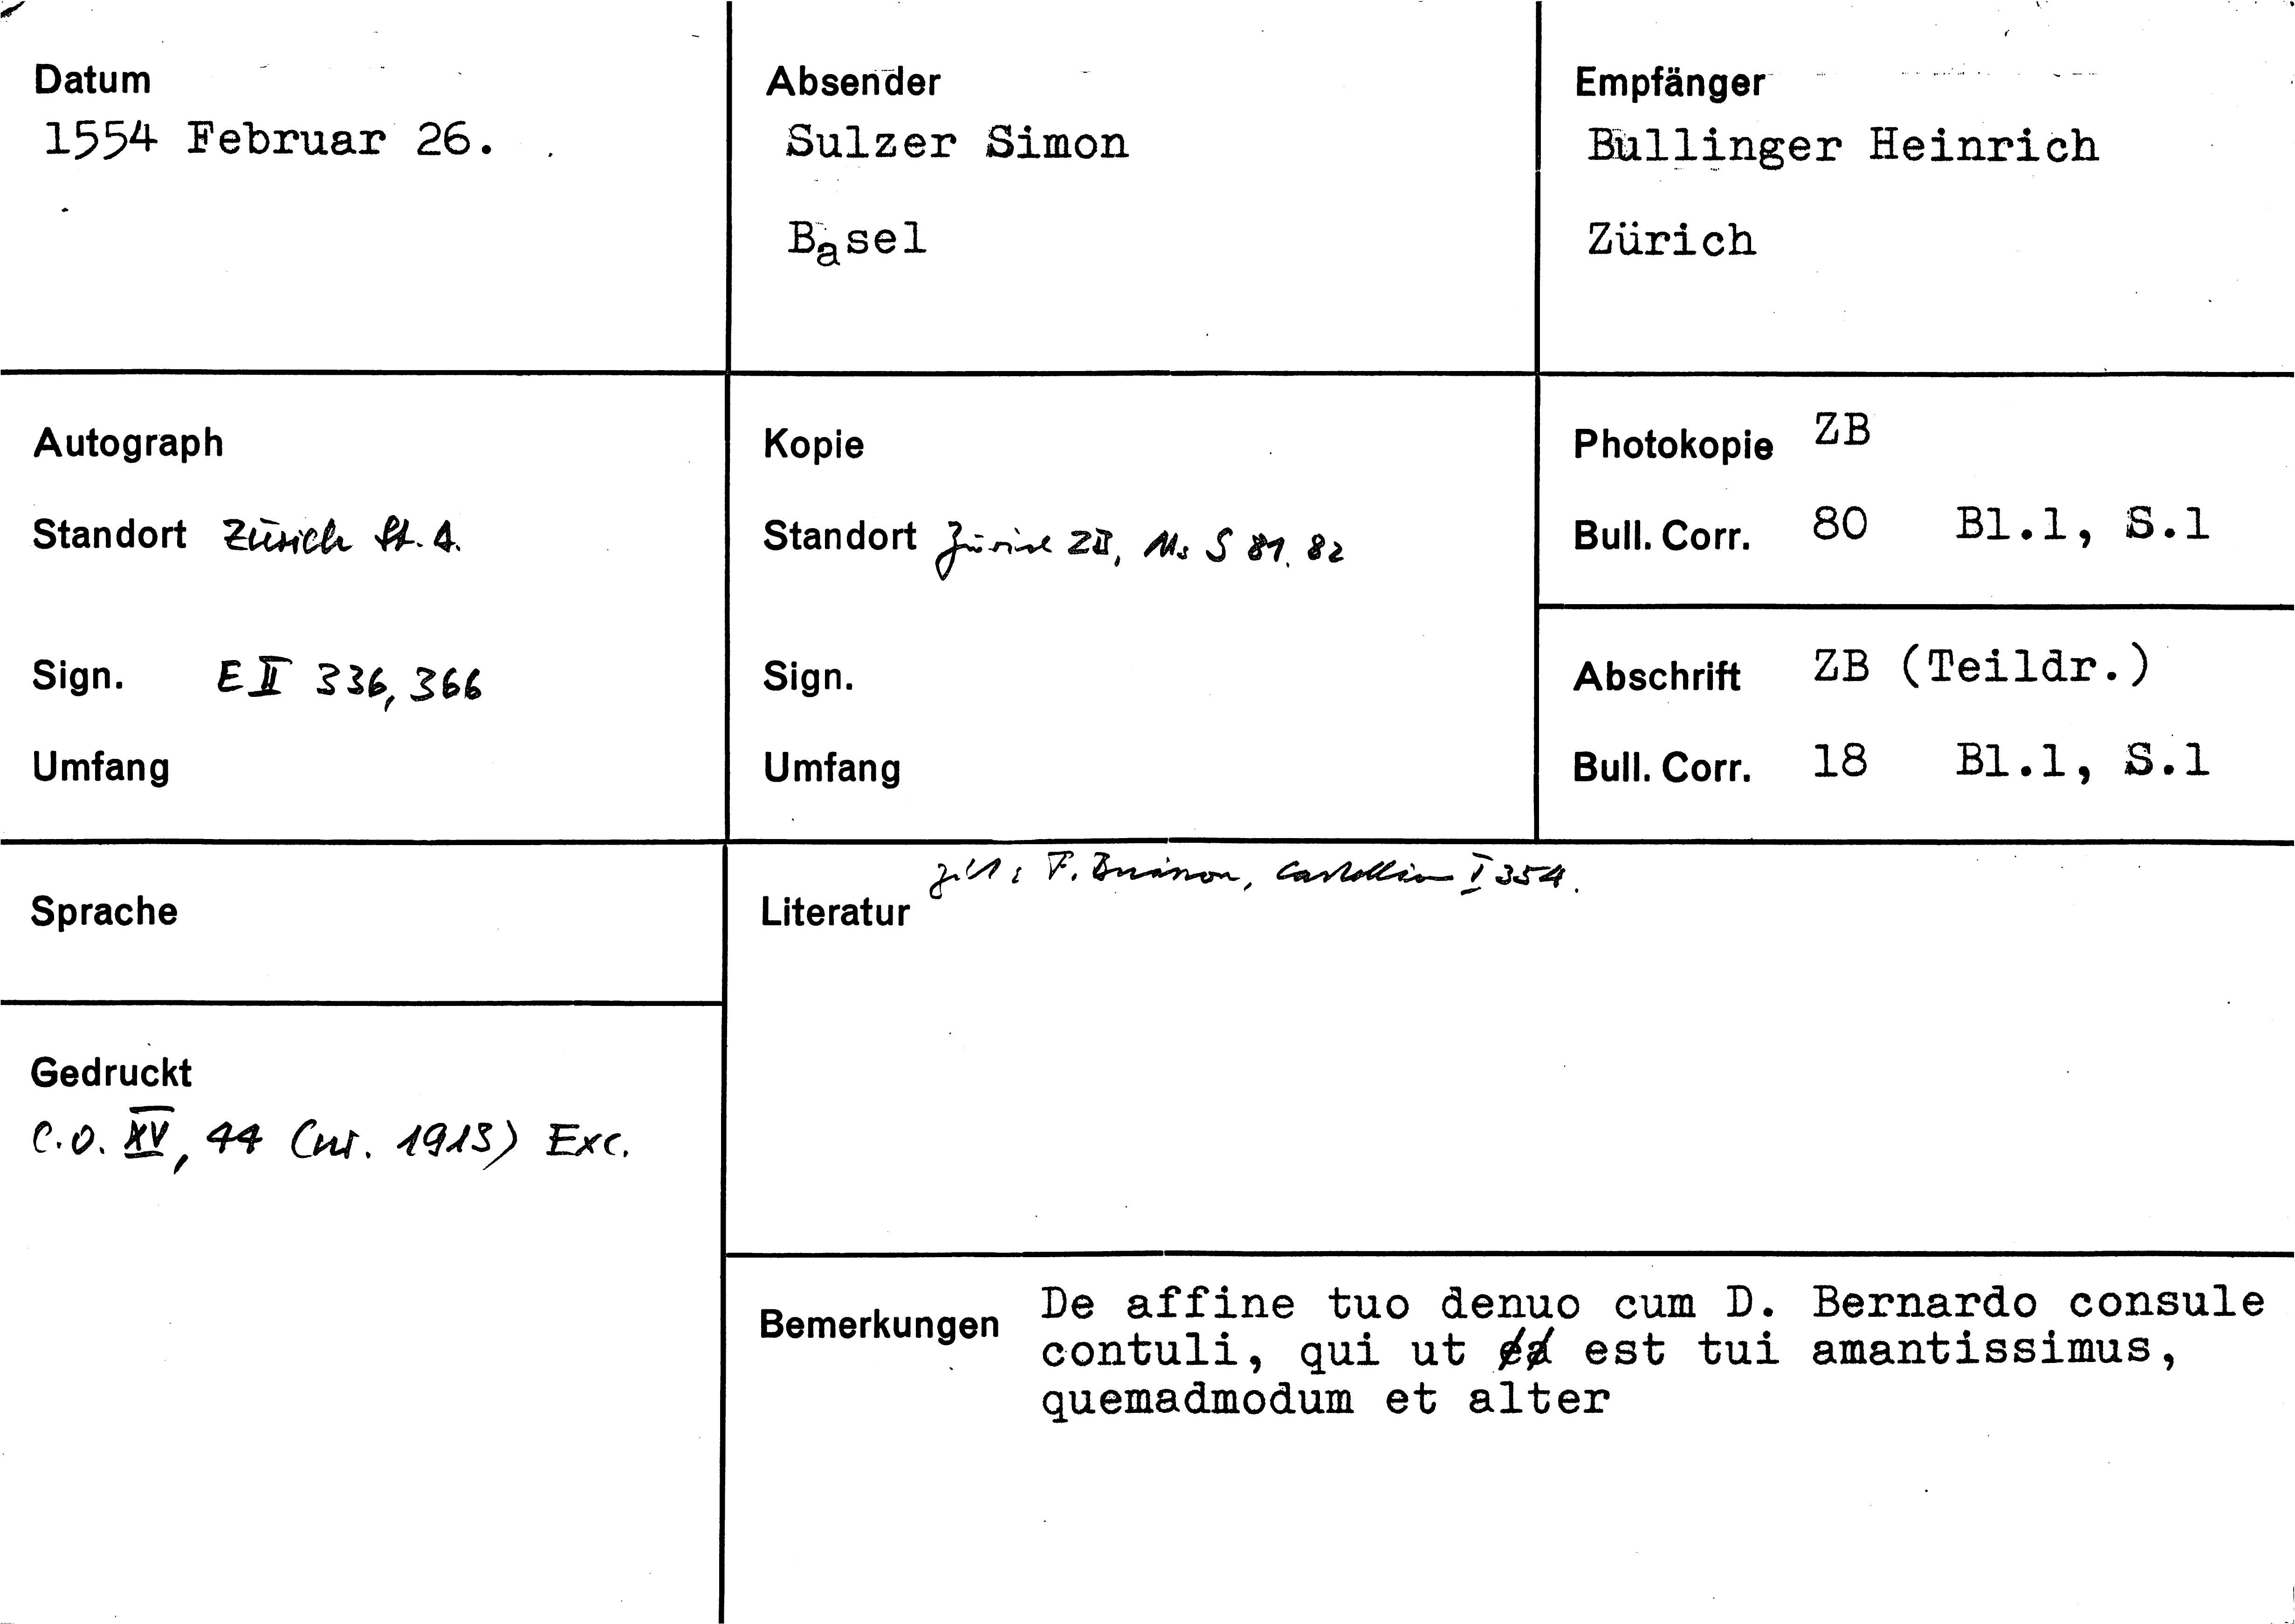 Datum
1554 Februar 26.
Absender
Sulzer Simon
Basel
Empfänger
Bullinger Heinrich
Zürich
Autograph
Standort Zürich St. A.
Sign. E II 336, 366
Umfang
Kopie
Standort Zürich ZB, Ms S 81. 82
Sign.
Umfang
Photokopie ZB
Bull. Corr. 80 Bl.1, S.1
Abschrift ZB (Teildr.)
Bull. Corr. 18 Bl.1, S.1
Sprache
Gedruckt
C.O. XV, 44 (nr. 1913) Exc.
Literatur zit: F. Buisson, Castellion I 354.
Bemerkungen De affine tuo denuo cum D. Bernardo consule
contuli, qui ut est tui amantissimus,
quemadmodum et alter